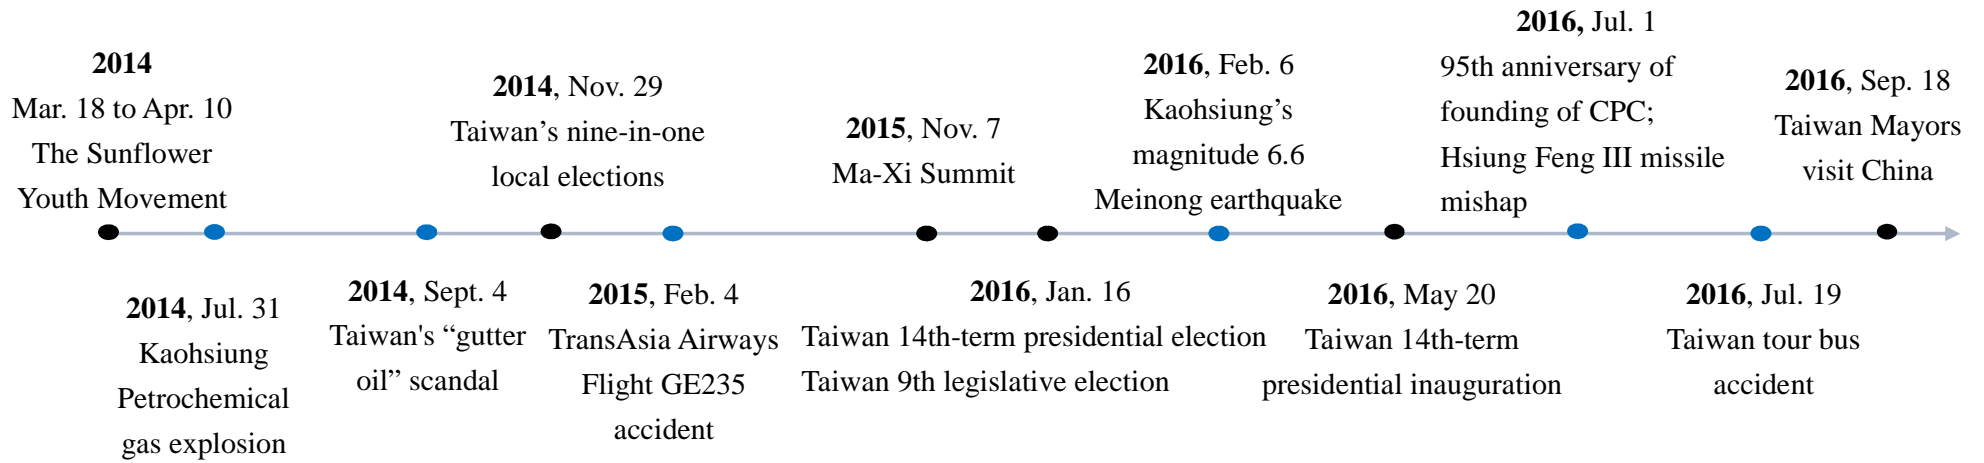 2014
Mar. 18 to Apr. 10
The Sunflower
Youth Movement
2014, Jul. 31
Kaohsiung
Petrochemical
gas explosion
2014, Sept. 4
Taiwan's "gutter
oil” scandal
2014, Nov. 29
Taiwan’s nine-in-one
local elections
2015, Feb. 4
TransAsia Airways
Flight GE235
accident
2015, Nov. 7
Ma-Xi Summit
2016, Jan. 16
Taiwan 14th-term presidential election
Taiwan 9th legislative election
2016, Feb. 6
Kaohsiung’s
magnitude 6.6
Meinong earthquake
2016, May 20
Taiwan 14th-term
presidential inauguration
2016, Jul. 1
95th anniversary of
founding of CPC;
Hsiung Feng III missile
mishap
2016, Jul. 19
Taiwan tour bus
accident
2016, Sep. 18
Taiwan Mayors
visit China